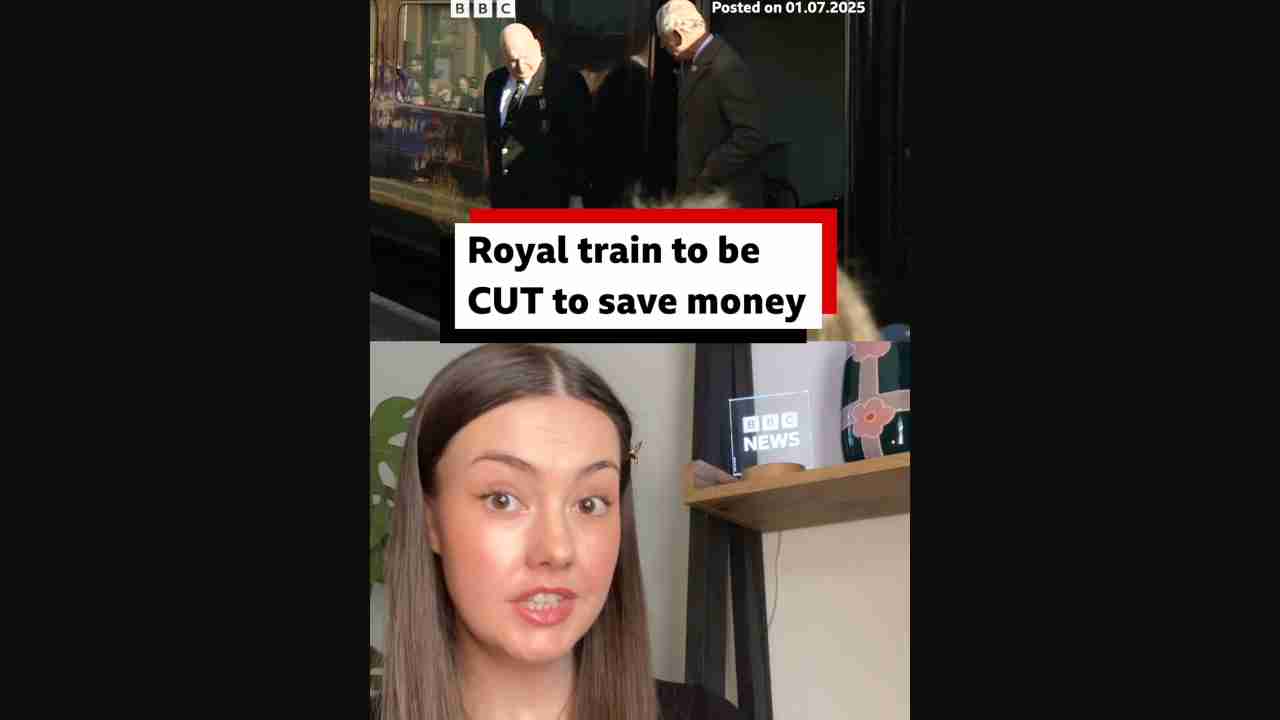 BBC
Posted on 01.07.2025
Royal train to be
CUT to save money
BBC
NEWS